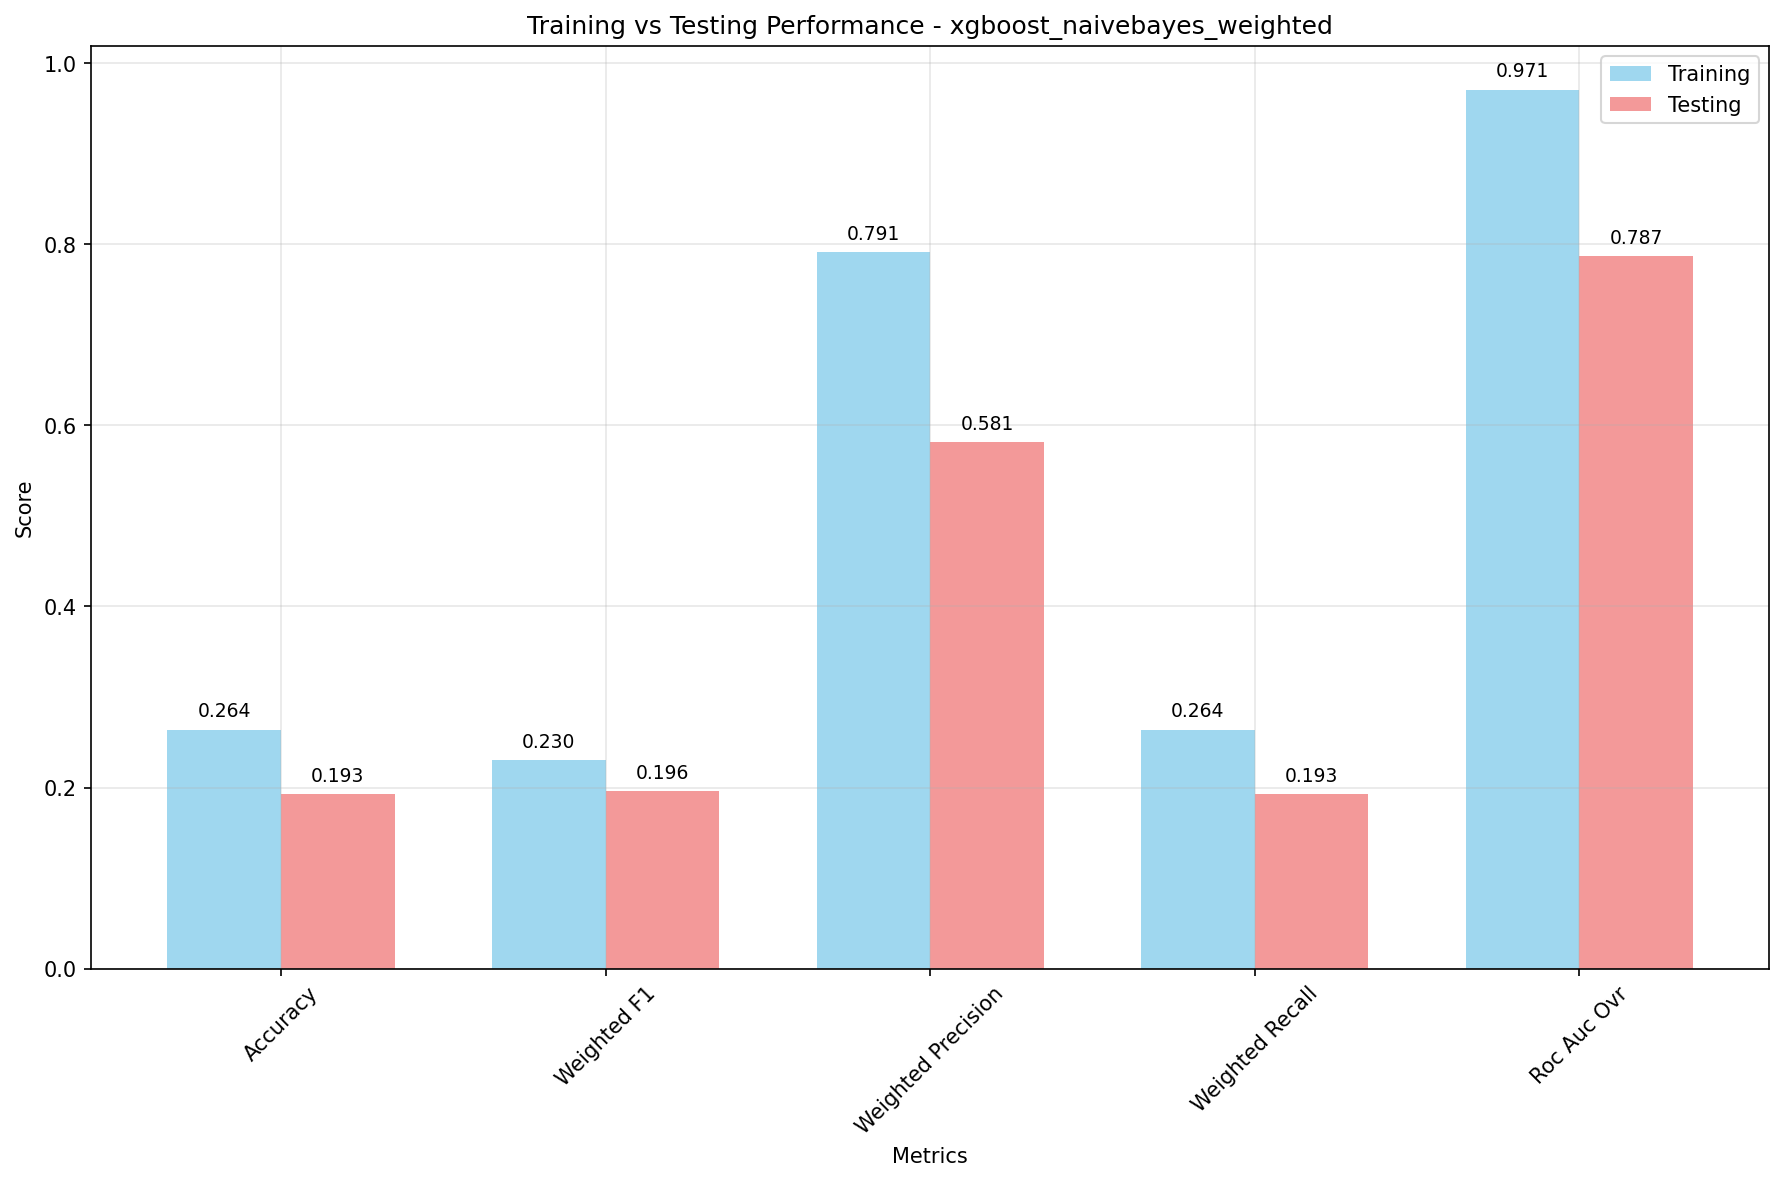 Training vs Testing Performance - xgboost_naivebayes_weighted
Training
Testing
Score
1.0
0.8
0.6
0.4
0.2
0.0
0.264
0.193
0.230
0.196
0.791
0.581
0.264
0.193
0.971
0.787
Accuracy
Weighted F1
Weighted Precision
Weighted Recall
Roc Auc Ovr
Metrics